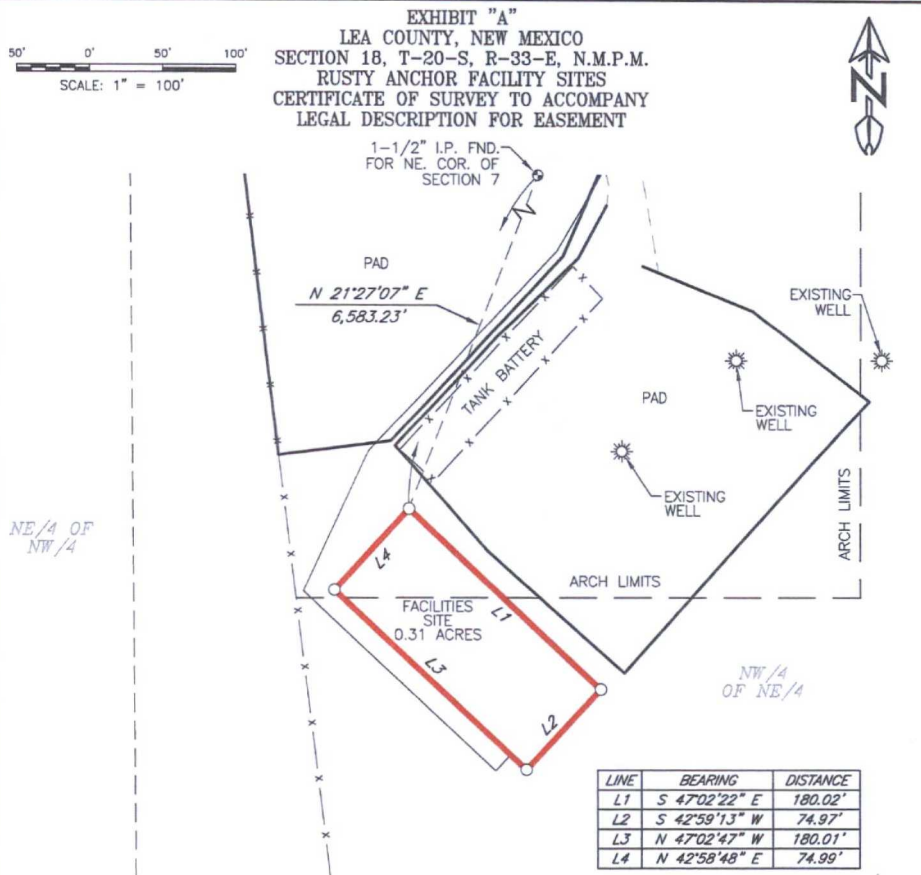 EXHIBIT "A"
LEA COUNTY, NEW MEXICO
SECTION 18, T-20-S, R-33-E, N.M.P.M.
RUSTY ANCHOR FACILITY SITES
CERTIFICATE OF SURVEY TO ACCOMPANY
LEGAL DESCRIPTION FOR EASEMENT
50' 0' 50' 100'
SCALE: 1" = 100'
N
1-1/2" I.P. FND.
FOR NE. COR. OF
SECTION 7
PAD
N 21°27'07" E
6,583.23'
TANK BATTERY
EXISTING
WELL
PAD
EXISTING
WELL
EXISTING
WELL
ARCH LIMITS
NE/4 OF
NW/4
L4
ARCH LIMITS
FACILITIES
SITE
0.31 ACRES
L1
L3
L2
NW/4
OF NE/4
LINE BEARING DISTANCE
L1 S 47°02'22" E 180.02'
L2 S 42°59'13" W 74.97'
L3 N 47°02'47" W 180.01'
L4 N 42°58'48" E 74.99'